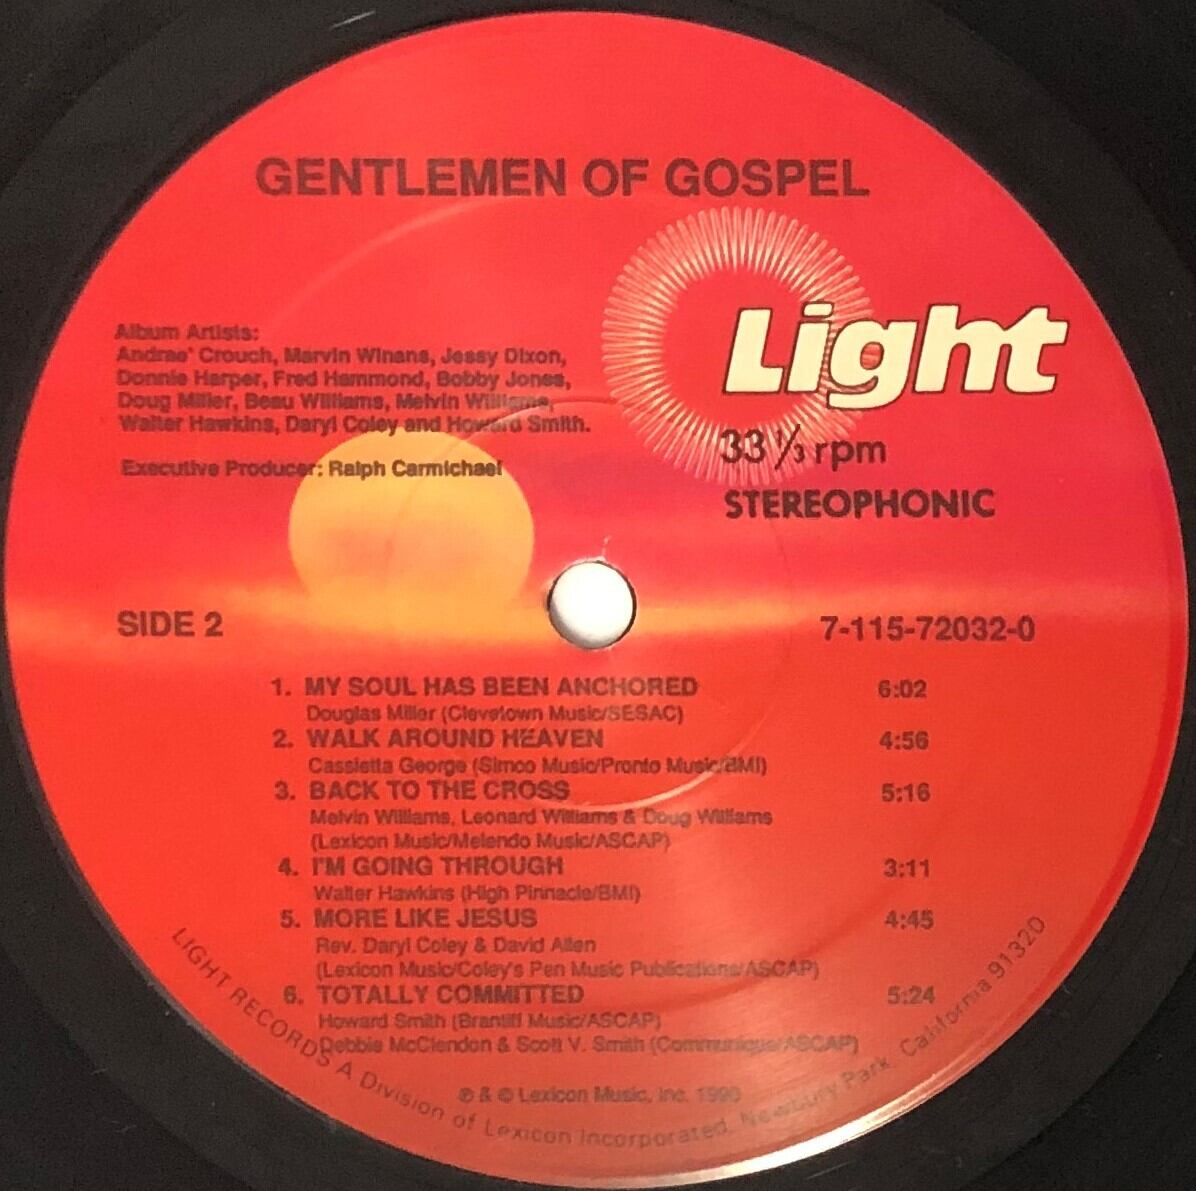 GENTLEMEN OF GOSPEL
Light
33 1/3 rpm
STEREOPHONIC
Album Artists:
Andrae' Crouch, Marvin Winans, Jessy Dixon,
Donnie Harper, Fred Hammond, Bobby Jones,
Doug Miller, Beau Williams, Melvin Williams,
Walter Hawkins, Daryl Coley and Howard Smith.
Executive Producer: Ralph Carmichael
SIDE 2
7-115-72032-0
1. MY SOUL HAS BEEN ANCHORED 6:02
Douglas Miller (Clevetown Music/SESAC)
2. WALK AROUND HEAVEN 4:56
Cassietta George (Simco Music/Pronto Music/BMI)
3. BACK TO THE CROSS 5:16
Melvin Williams, Leonard Williams & Doug Williams
(Lexicon Music/Melendo Music/ASCAP)
4. I'M GOING THROUGH 3:11
Walter Hawkins (High Pinnacle/BMI)
5. MORE LIKE JESUS 4:45
Rev. Daryl Coley & David Allen
(Lexicon Music/Coley's Pen Music Publications/ASCAP)
6. TOTALLY COMMITTED 5:24
Howard Smith (Brantiff Music/ASCAP)
Debbie McClendon & Scott V. Smith (Communique/ASCAP)
℗ & © Lexicon Music, Inc. 1990
LIGHT RECORDS A Division of Lexicon Incorporated, Newbury Park, California 91320